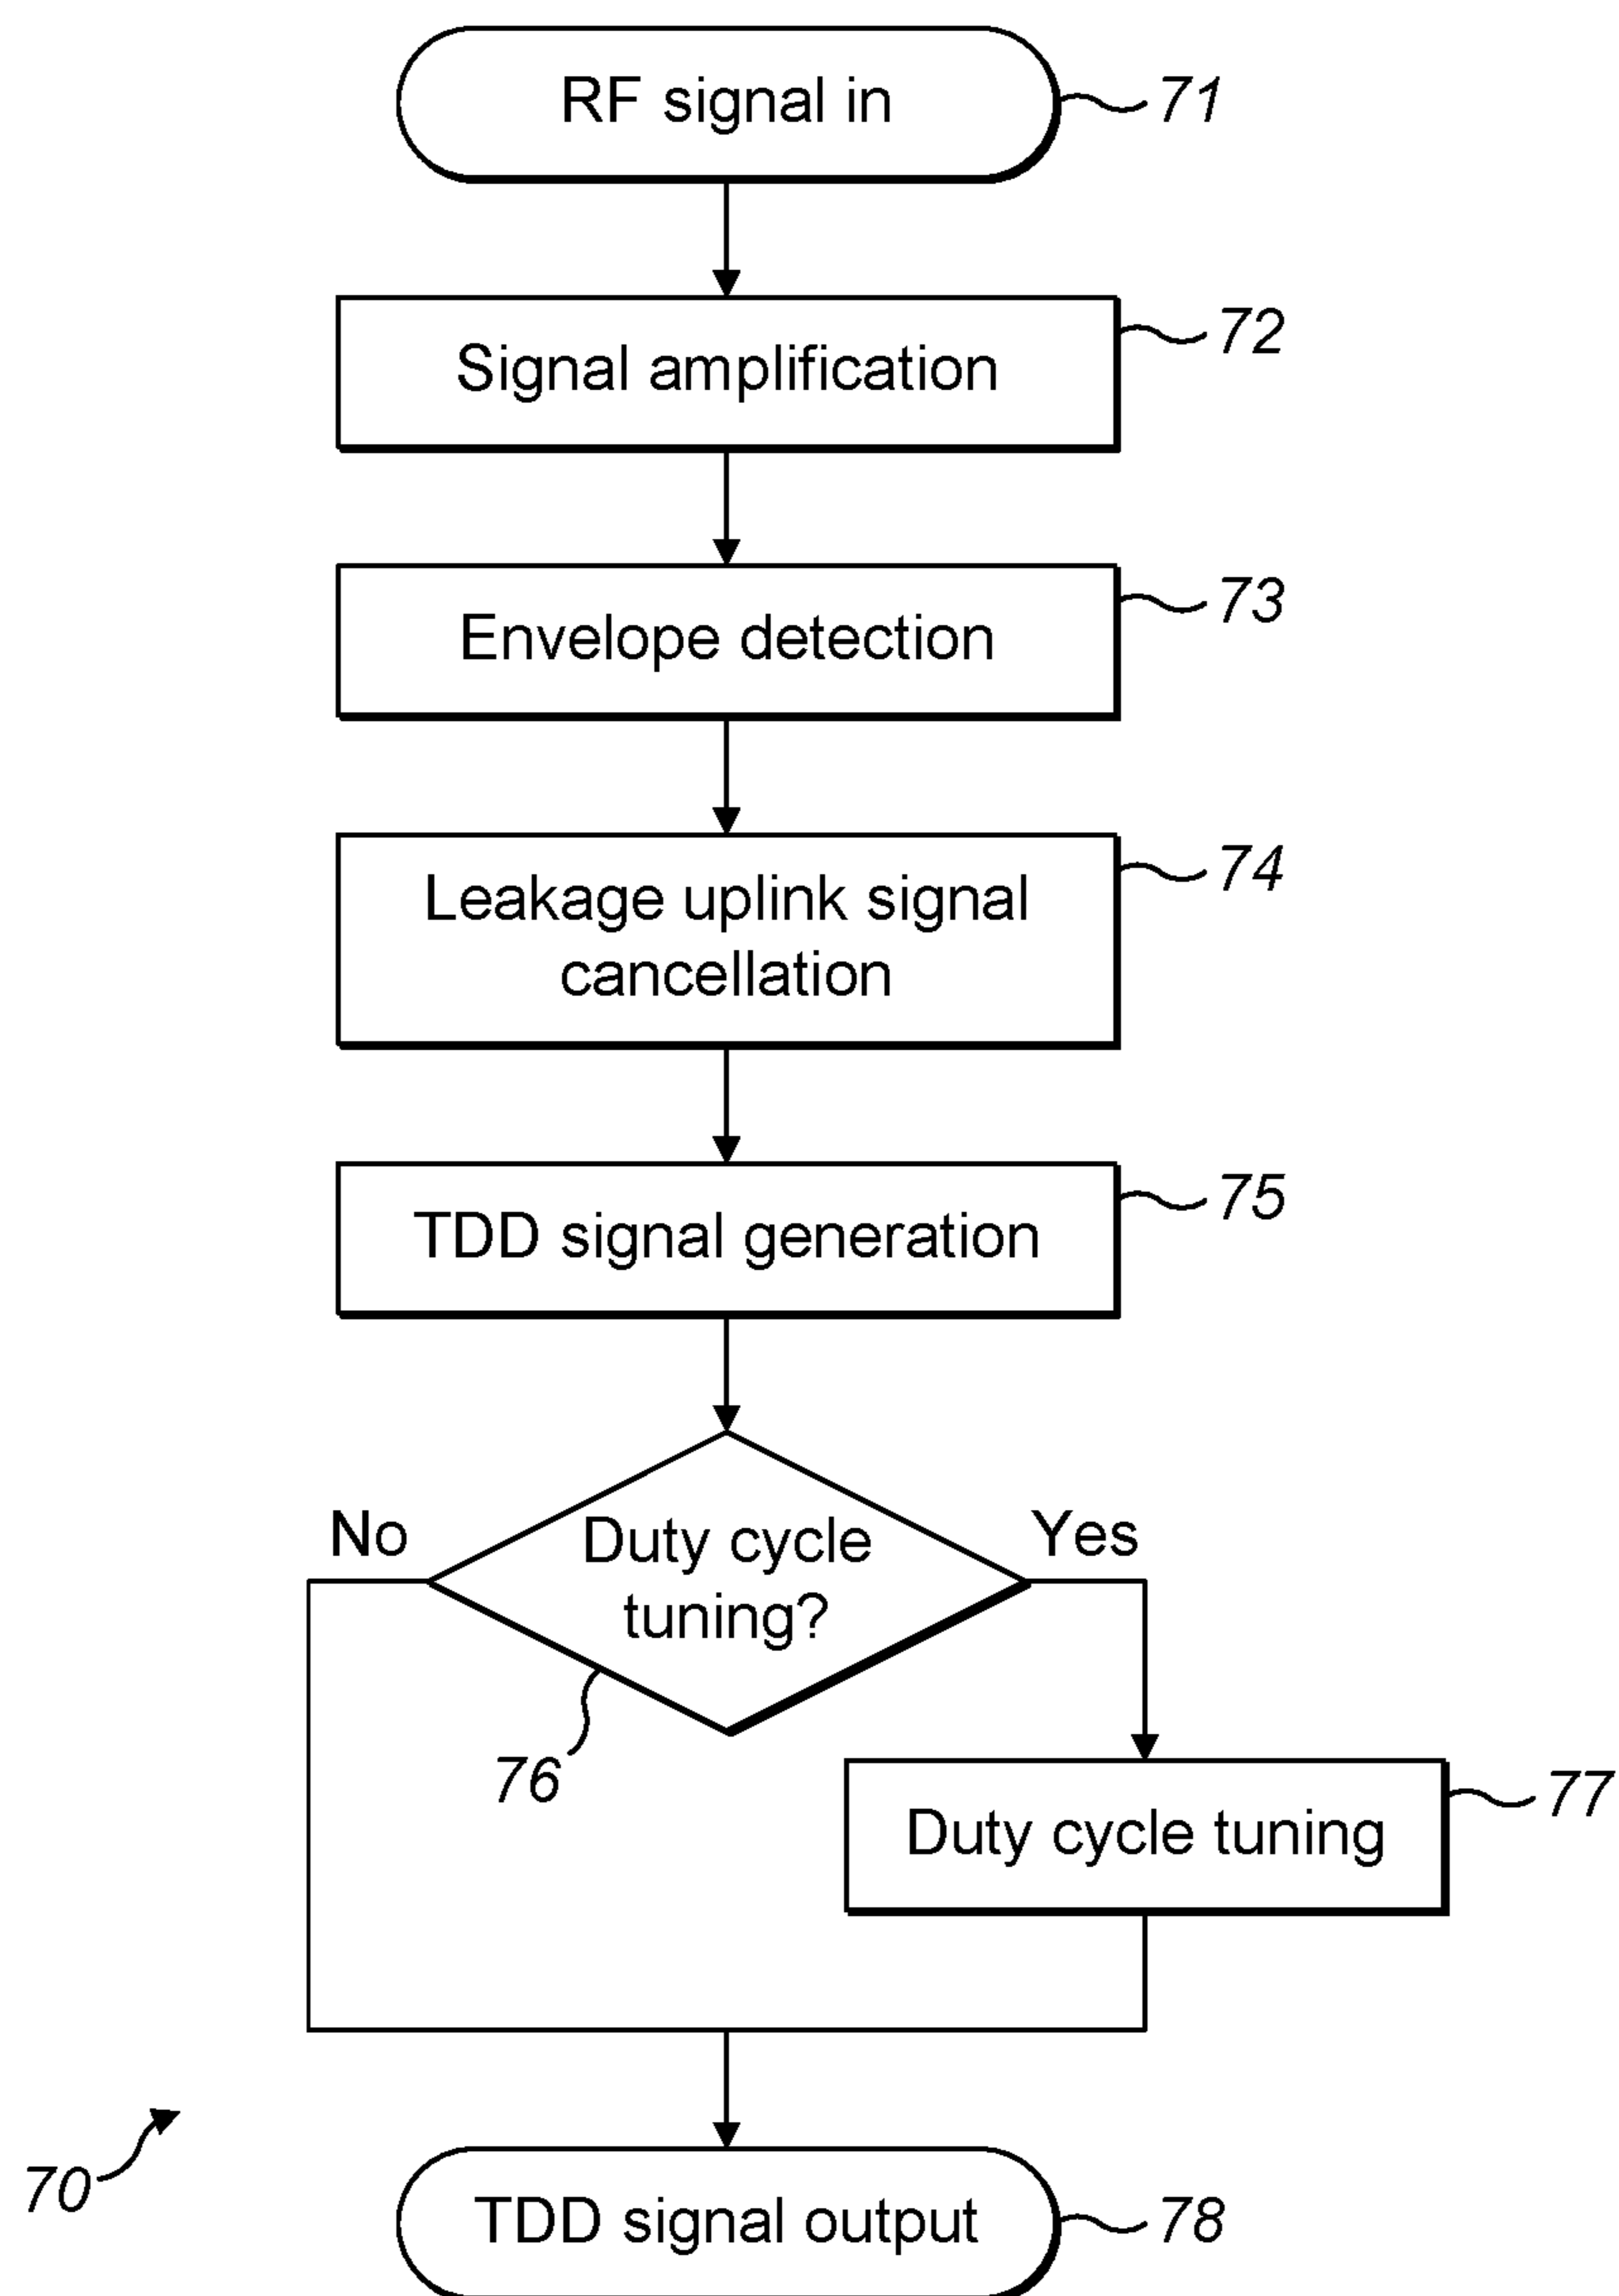 RF signal in
71
Signal amplification
72
Envelope detection
73
Leakage uplink signal
cancellation
74
TDD signal generation
75
No
Duty cycle
tuning?
Yes
76
Duty cycle tuning
77
70
TDD signal output
78